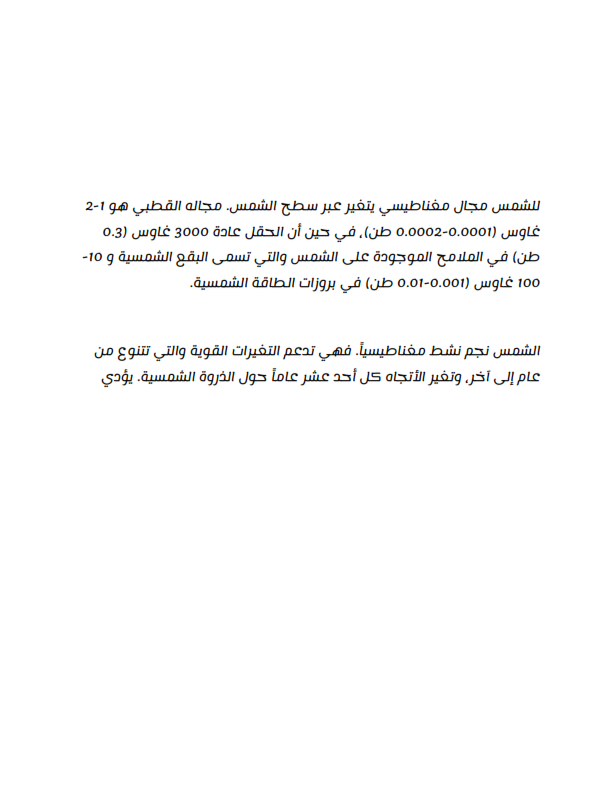 للشمس مجال مغناطيسي يتغير عبر سطح الشمس. مجاله القطبي هو 1-2
غاوس (0.0001-0.0002 طن)، في حين أن الحقل عادة 3000 غاوس (0.3
طن) في الملامح الموجودة على الشمس والتي تسمى البقع الشمسية و 10-
100 غاوس (0.001-0.01 طن) في بروزات الطاقة الشمسية.
الشمس نجم نشط مغناطيسياً. فهي تدعم التغيرات القوية والتي تتنوع من
عام إلى آخر، وتغير الأتجاه كل أحد عشر عاماً حول الذروة الشمسية. يؤدي